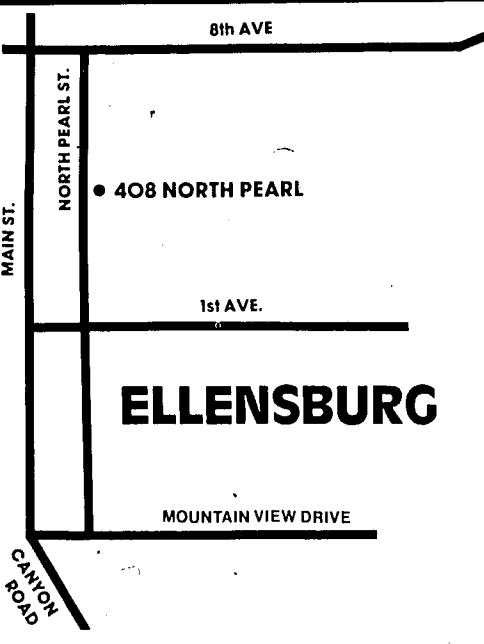 8th AVE
NORTH PEARL ST.
408 NORTH PEARL
MAIN ST.
1st AVE.
ELLENSBURG
MOUNTAIN VIEW DRIVE
CANYON
ROAD